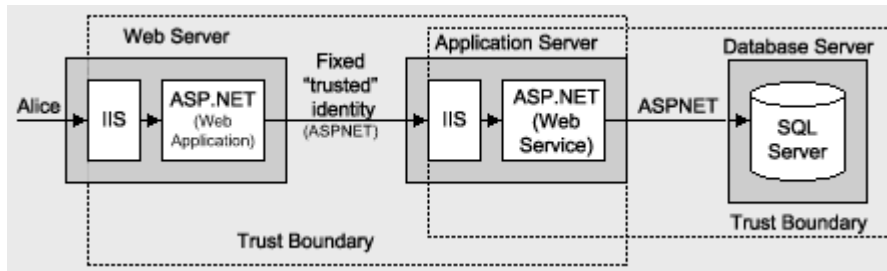 Web Server
Alice
IIS
ASP.NET
(Web
Application)
Fixed
"trusted"
identity
(ASPNET)
Application Server
IIS
ASP.NET
(Web
Service)
ASPNET
Database Server
SQL
Server
Trust Boundary
Trust Boundary